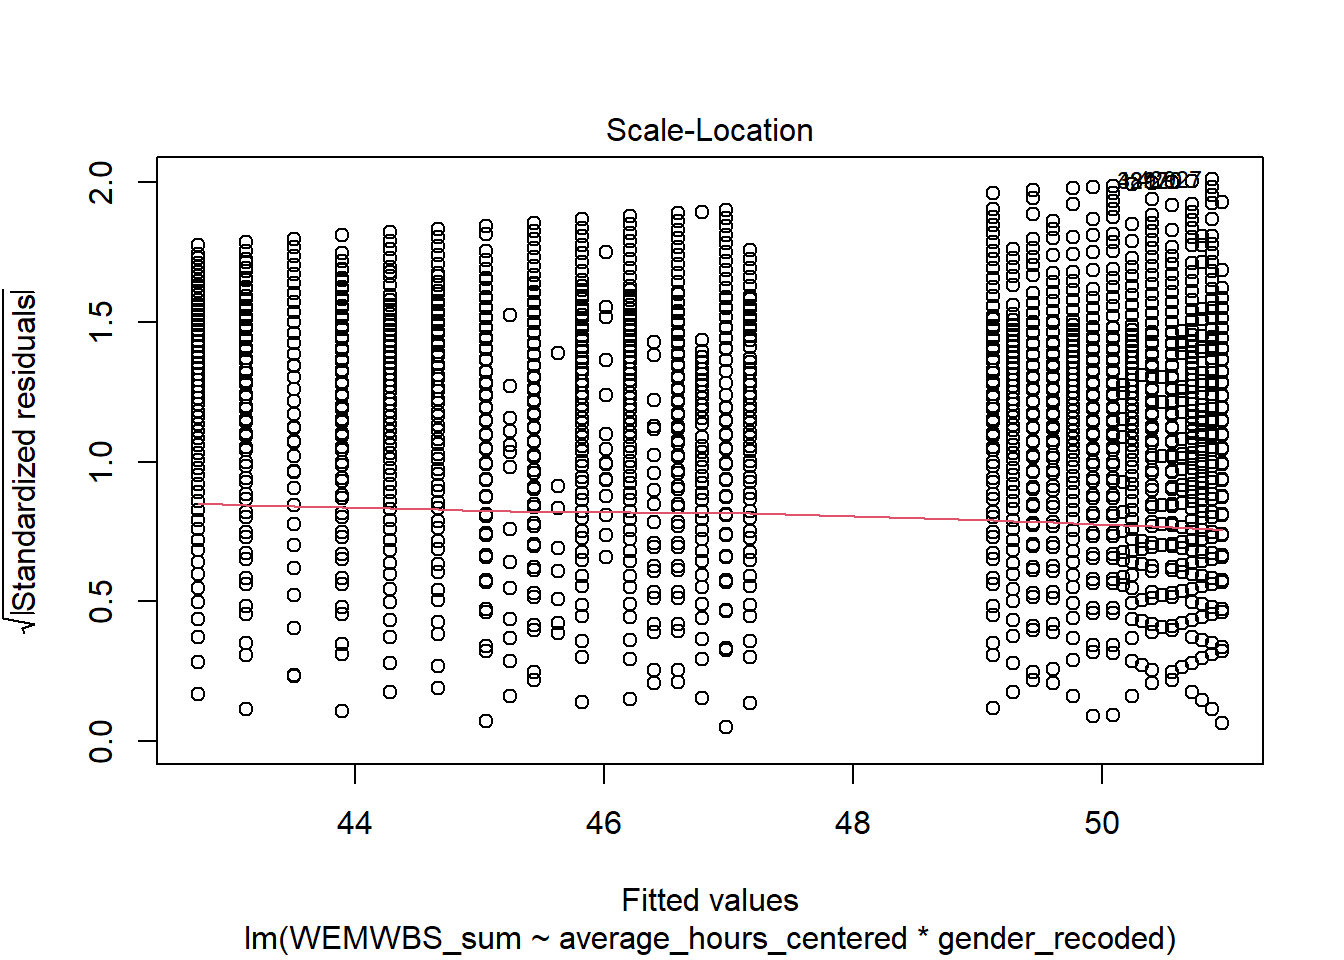 Scale-Location
√|Standardized residuals|
2.0
1.5
1.0
0.5
0.0
44
46
48
50
Fitted values
lm(WEMWBS_sum ~ average_hours_centered * gender_recoded)